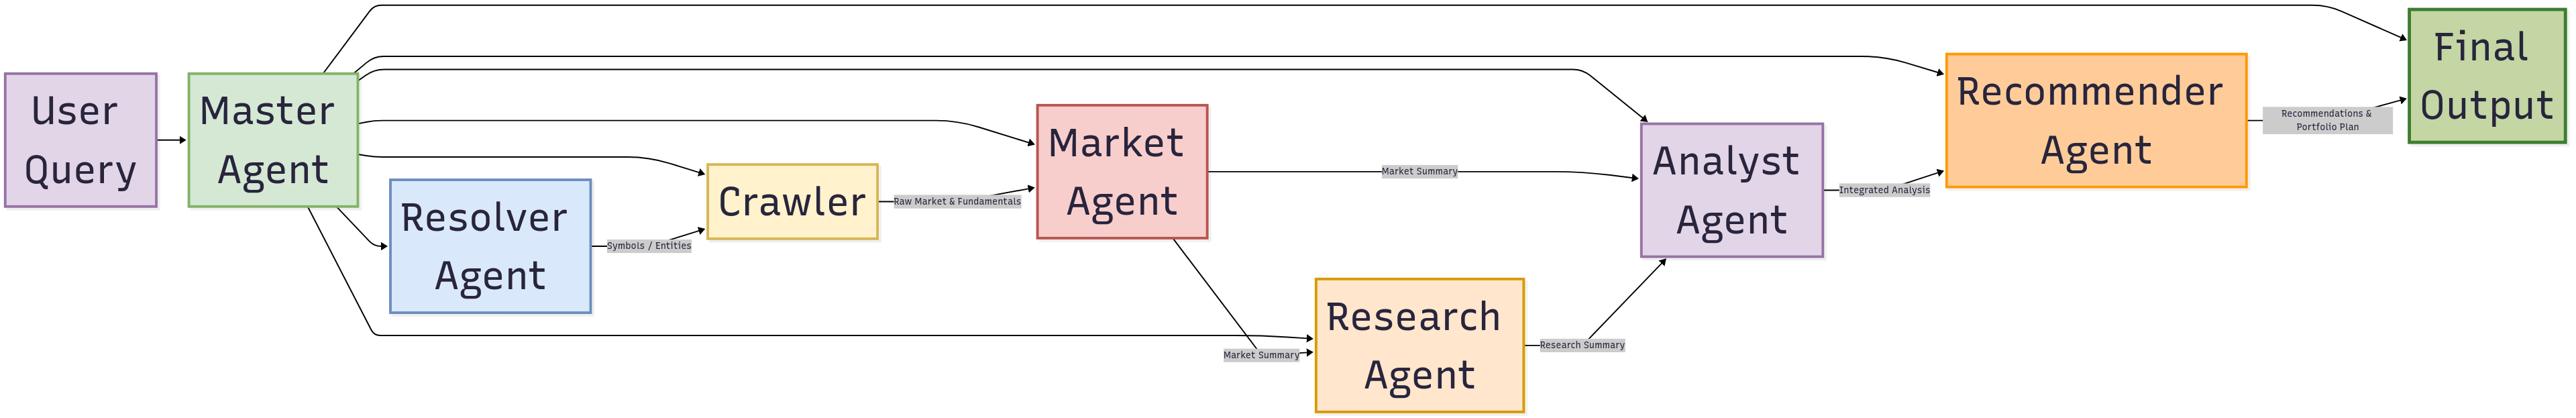 User
Query
Master
Agent
Resolver
Agent
Symbols / Entities
Crawler
Raw Market & Fundamentals
Market
Agent
Market Summary
Market Summary
Research
Agent
Research Summary
Analyst
Agent
Integrated Analysis
Recommender
Agent
Recommendations &
Portfolio Plan
Final
Output